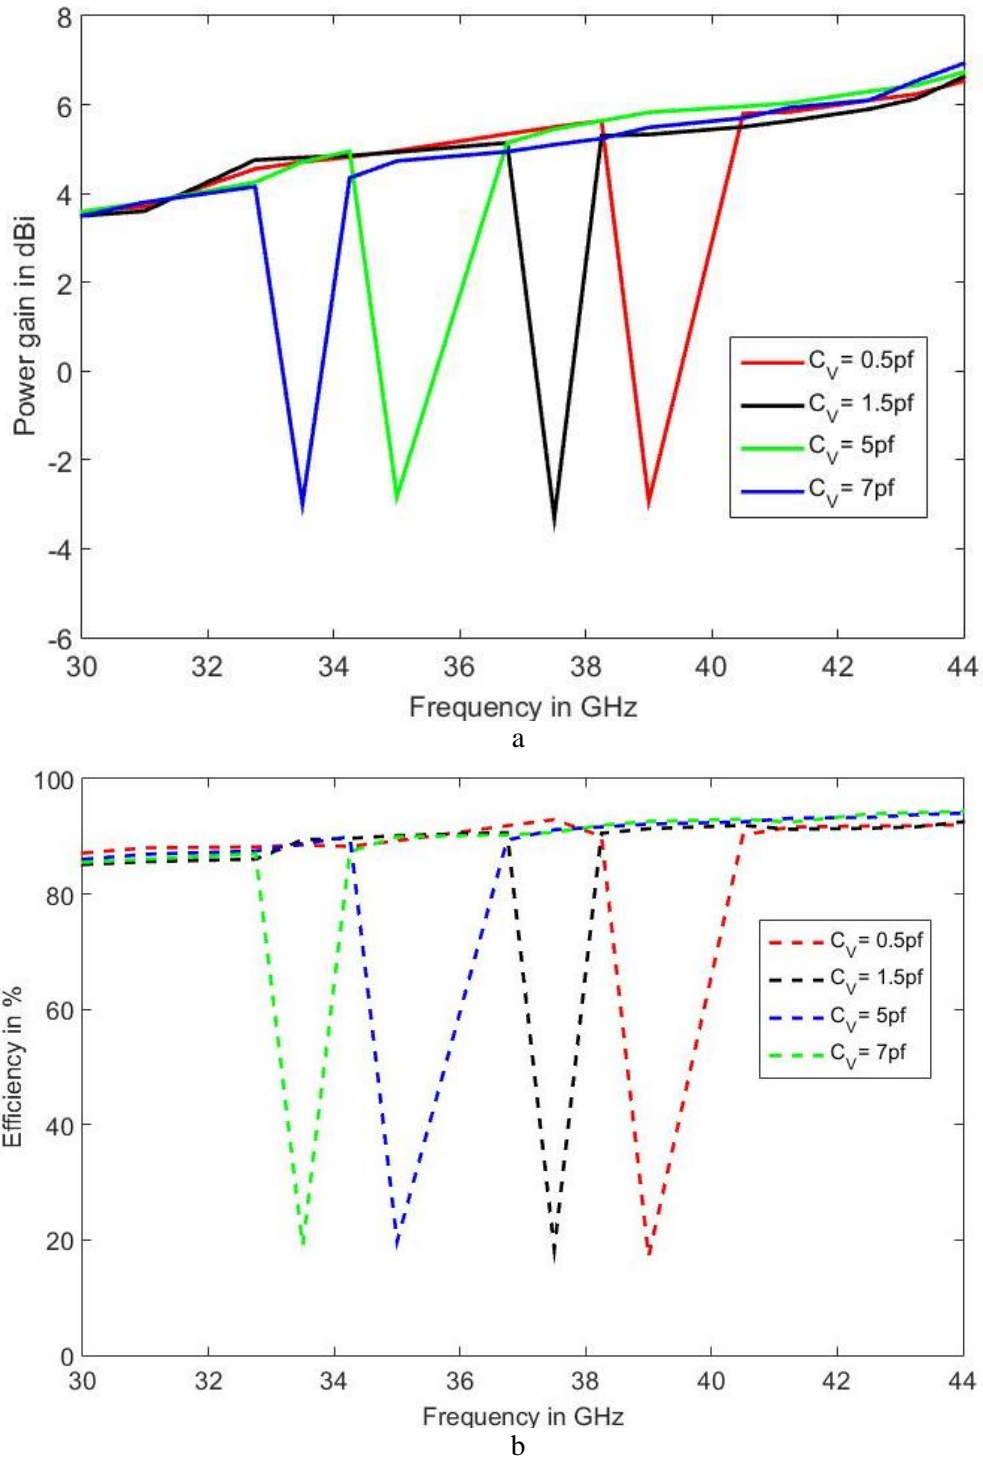 8
6
4
2
0
-2
-4
-6
Power gain in dBi
C_V= 0.5pf
C_V= 1.5pf
C_V= 5pf
C_V= 7pf
30 32 34 36 38 40 42 44
Frequency in GHz
a
100
80
60
40
20
0
Efficiency in %
C_V= 0.5pf
C_V= 1.5pf
C_V= 5pf
C_V= 7pf
30 32 34 36 38 40 42 44
Frequency in GHz
b